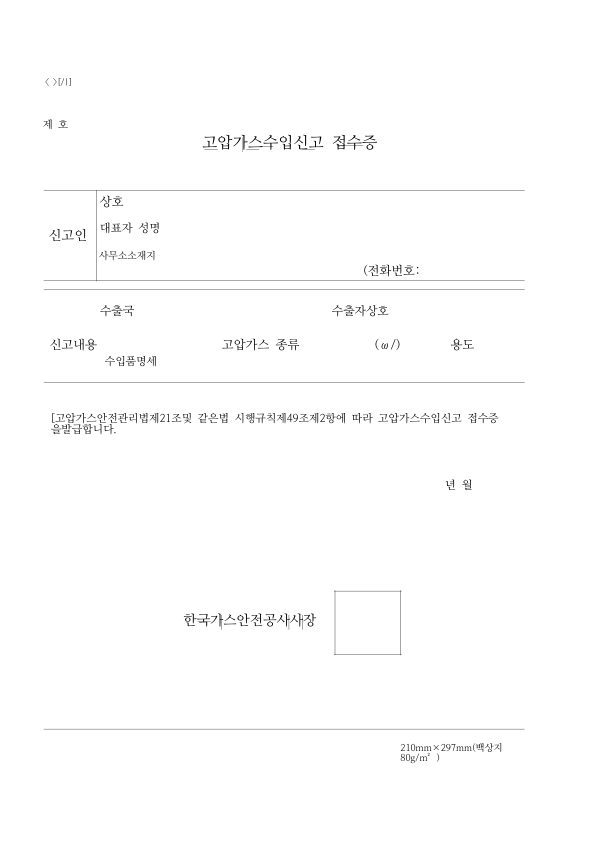 〈 〉[/ㅣ]
제 호
고압가스수입신고 접수증
신고인
상호
대표자 성명
사무소소재지
(전화번호:
수출국 수출자상호
신고내용 고압가스 종류 (ω/) 용도
수입품명세
[고압가스안전관리법제21조및 같은법 시행규칙제49조제2항에 따라 고압가스수입신고 접수증
을발급합니다.
년 월
한국가스안전공사사장
210mm×297mm(백상지
80g/m² )